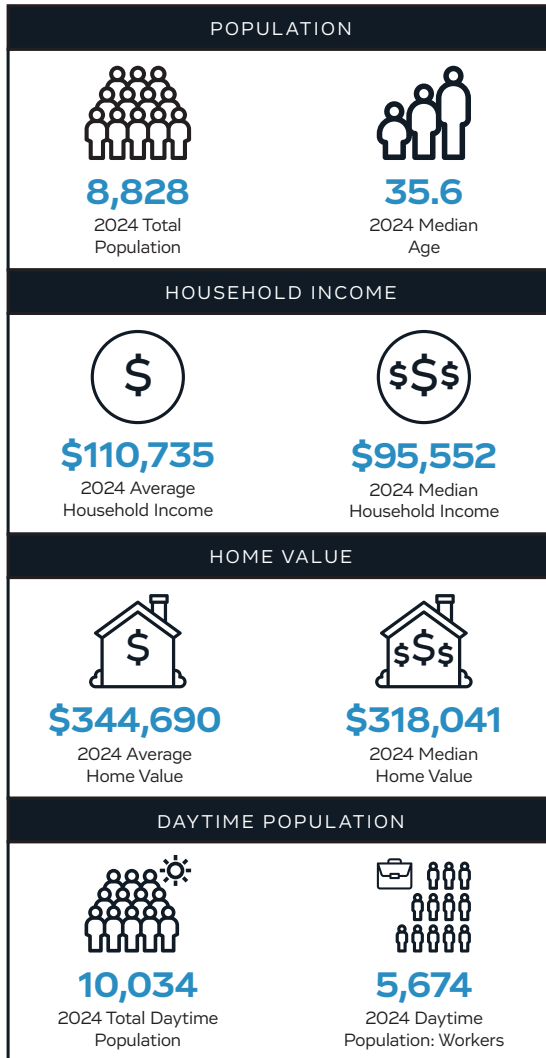 POPULATION
8,828
2024 Total
Population
35.6
2024 Median
Age
HOUSEHOLD INCOME
$
$110,735
2024 Average
Household Income
$$$
$95,552
2024 Median
Household Income
HOME VALUE
$
$344,690
2024 Average
Home Value
$$$
$318,041
2024 Median
Home Value
DAYTIME POPULATION
10,034
2024 Total Daytime
Population
5,674
2024 Daytime
Population: Workers